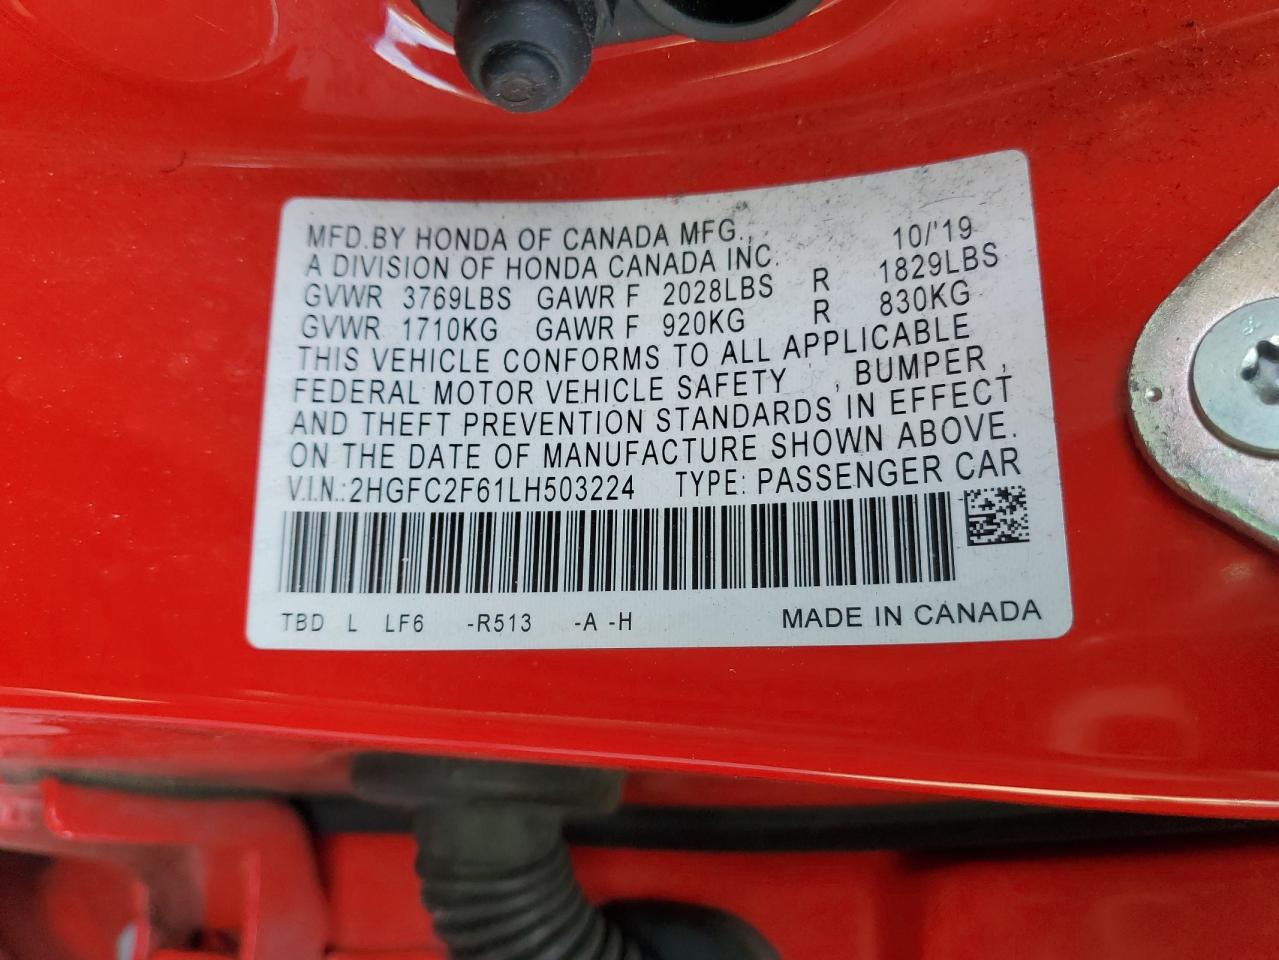 MFD.BY HONDA OF CANADA MFG., 10/'19
A DIVISION OF HONDA CANADA INC.
GVWR 3769LBS GAWR F 2028LBS R 1829LBS
GVWR 1710KG GAWR F 920KG R 830KG
THIS VEHICLE CONFORMS TO ALL APPLICABLE
FEDERAL MOTOR VEHICLE SAFETY , BUMPER ,
AND THEFT PREVENTION STANDARDS IN EFFECT
ON THE DATE OF MANUFACTURE SHOWN ABOVE.
V.I.N.:2HGFC2F61LH503224 TYPE: PASSENGER CAR
TBD L LF6 -R513 -A -H MADE IN CANADA